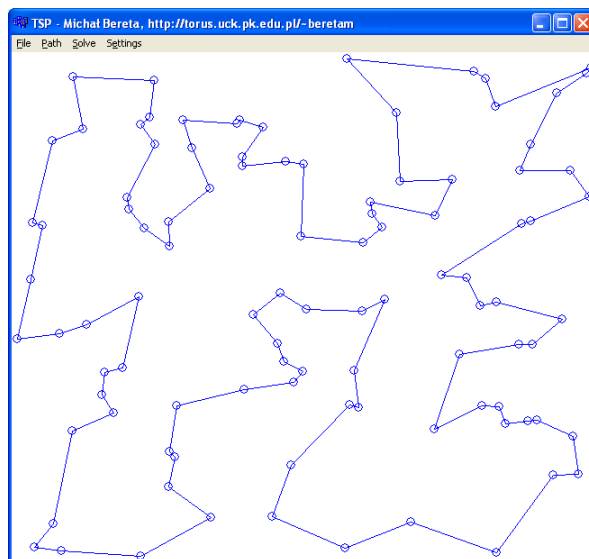 TSP - Michał Bereta, http://torus.uck.pk.edu.pl/~beretam
File Path Solve Settings